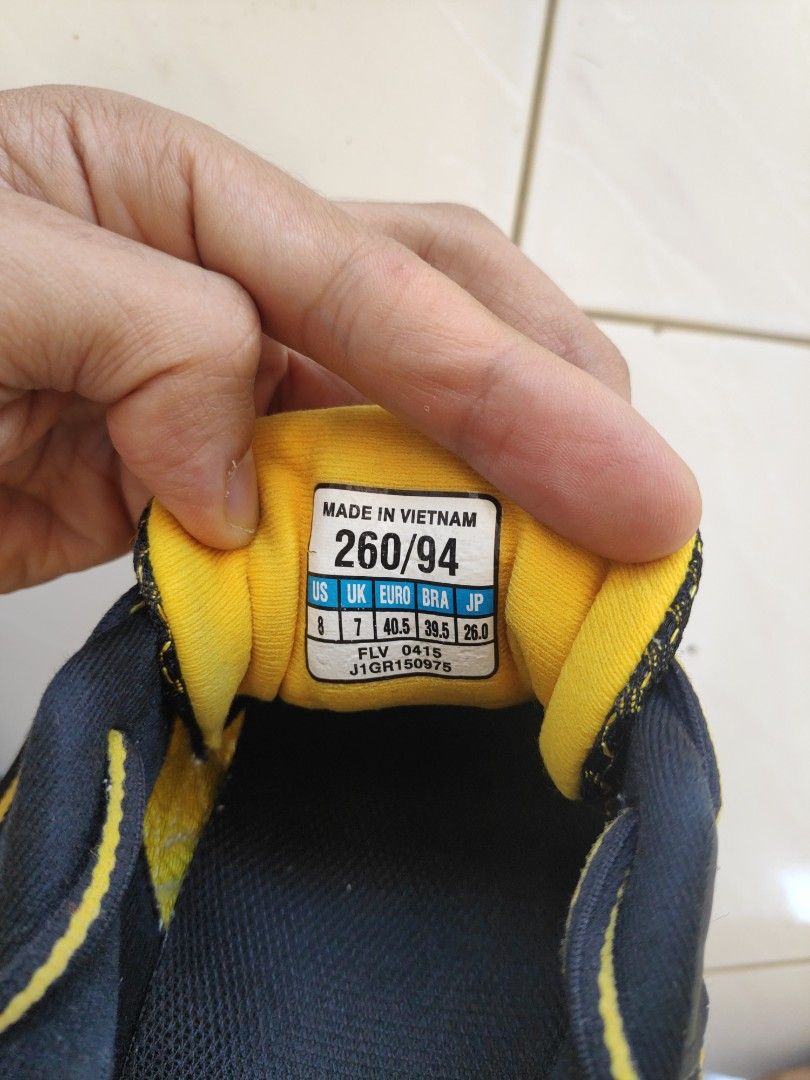 MADE IN VIETNAM
260/94
US UK EURO BRA JP
8 7 40.5 39.5 26.0
FLV 0415
J1GR150975